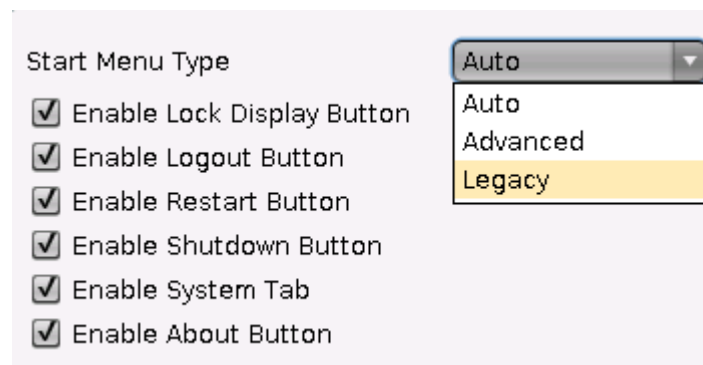 Start Menu Type Auto
Enable Lock Display Button Auto
Enable Logout Button Advanced
Enable Restart Button Legacy
Enable Shutdown Button
Enable System Tab
Enable About Button